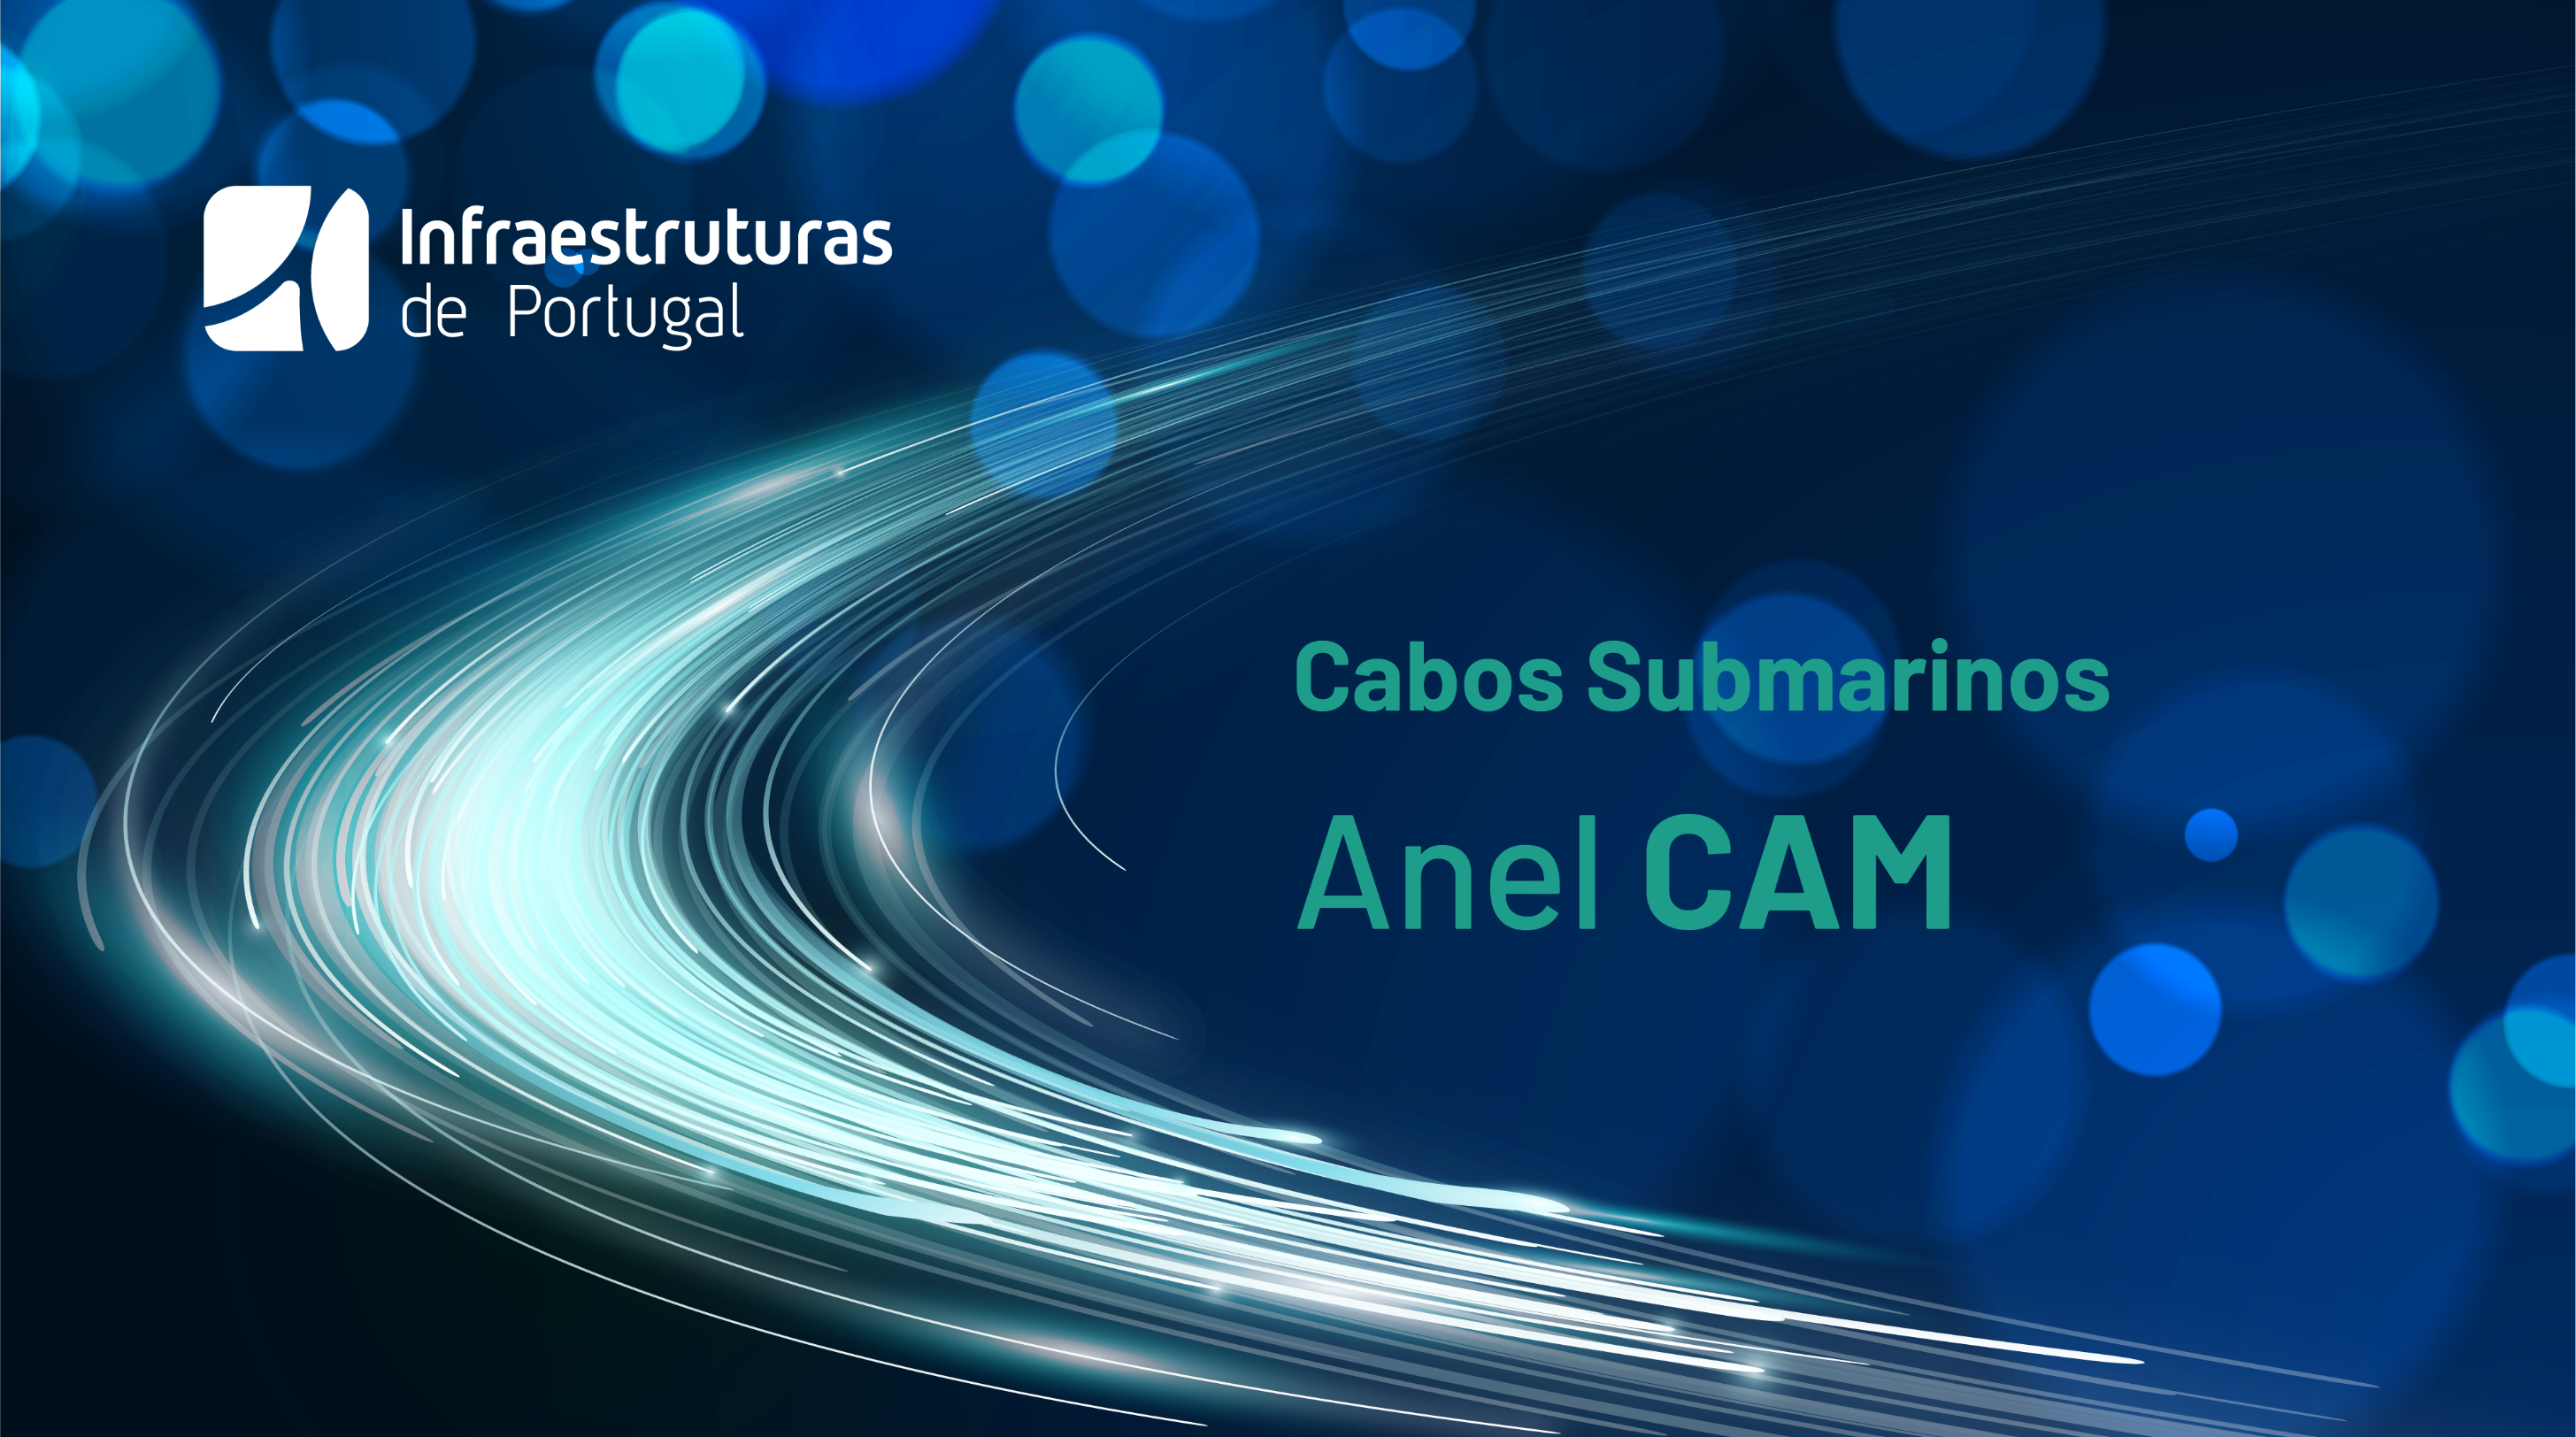 Infraestruturas
de Portugal
Cabos Submarinos
Anel CAM